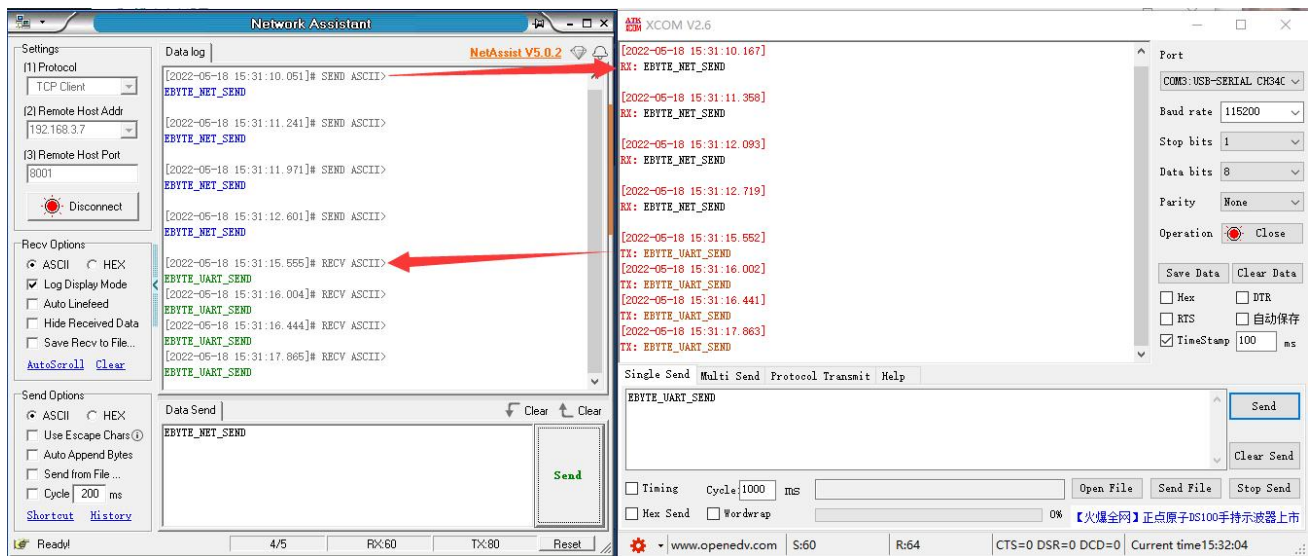 Network Assistant
Settings
(1) Protocol
TCP Client
(2) Remote Host Addr
192.168.3.7
(3) Remote Host Port
8001
Disconnect
Recv Options
ASCII HEX
Log Display Mode
Auto Linefeed
Hide Received Data
Save Recv to File...
AutoScroll Clear
Send Options
ASCII HEX
Use Escape Chars
Auto Append Bytes
Send from File ...
Cycle 200 ms
Shortcut History
Data log
NetAssist V5.0.2
[2022-05-18 15:31:10.051]# SEND ASCII>
EBYTE_NET_SEND
[2022-05-18 15:31:11.241]# SEND ASCII>
EBYTE_NET_SEND
[2022-05-18 15:31:11.971]# SEND ASCII>
EBYTE_NET_SEND
[2022-05-18 15:31:12.601]# SEND ASCII>
EBYTE_NET_SEND
[2022-05-18 15:31:15.555]# RECV ASCII>
EBYTE_UART_SEND
[2022-05-18 15:31:16.004]# RECV ASCII>
EBYTE_UART_SEND
[2022-05-18 15:31:16.444]# RECV ASCII>
EBYTE_UART_SEND
[2022-05-18 15:31:17.865]# RECV ASCII>
EBYTE_UART_SEND
Data Send
Clear Clear
EBYTE_NET_SEND
Send
Ready!
4/5
RX:60
TX:80
Reset
ATK
COM
XCOM V2.6
[2022-05-18 15:31:10.167]
RX: EBYTE_NET_SEND
[2022-05-18 15:31:11.358]
RX: EBYTE_NET_SEND
[2022-05-18 15:31:12.093]
RX: EBYTE_NET_SEND
[2022-05-18 15:31:12.719]
RX: EBYTE_NET_SEND
[2022-05-18 15:31:15.552]
TX: EBYTE_UART_SEND
[2022-05-18 15:31:16.002]
TX: EBYTE_UART_SEND
[2022-05-18 15:31:16.441]
TX: EBYTE_UART_SEND
[2022-05-18 15:31:17.863]
TX: EBYTE_UART_SEND
Port
COM3:USB-SERIAL CH34C
Baud rate 115200
Stop bits 1
Data bits 8
Parity None
Operation Close
Save Data Clear Data
Hex DTR
RTS 自动保存
TimeStamp 100 ms
Single Send Multi Send Protocol Transmit Help
EBYTE_UART_SEND
Send
Clear Send
Timing Cycle: 1000 ms
Open File Send File Stop Send
Hex Send Wordwrap
0%
【火爆全网】正点原子DS100手持示波器上市
www.openedv.com
S:60
R:64
CTS=0 DSR=0 DCD=0
Current time15:32:04